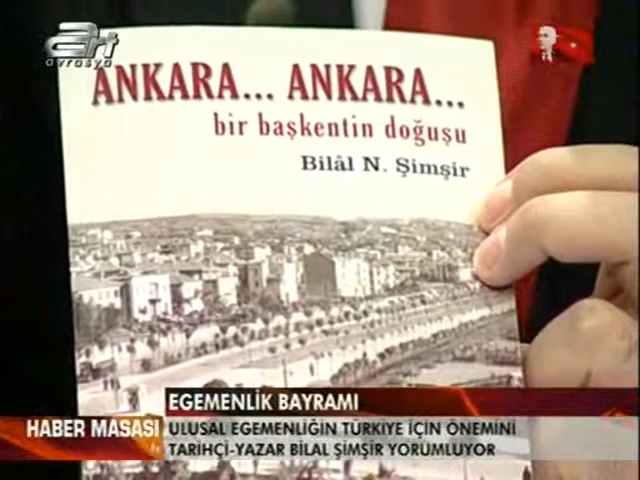 Art
avrasya
ANKARA... ANKARA...
bir başkentin doğuşu
Bilâl N. Şimşir
EGEMENLİK BAYRAMI
HABER MASASI
ULUSAL EGEMENLİĞİN TÜRKİYE İÇİN ÖNEMİNİ
TARİHÇİ-YAZAR BİLAL ŞİMŞİR YORUMLUYOR